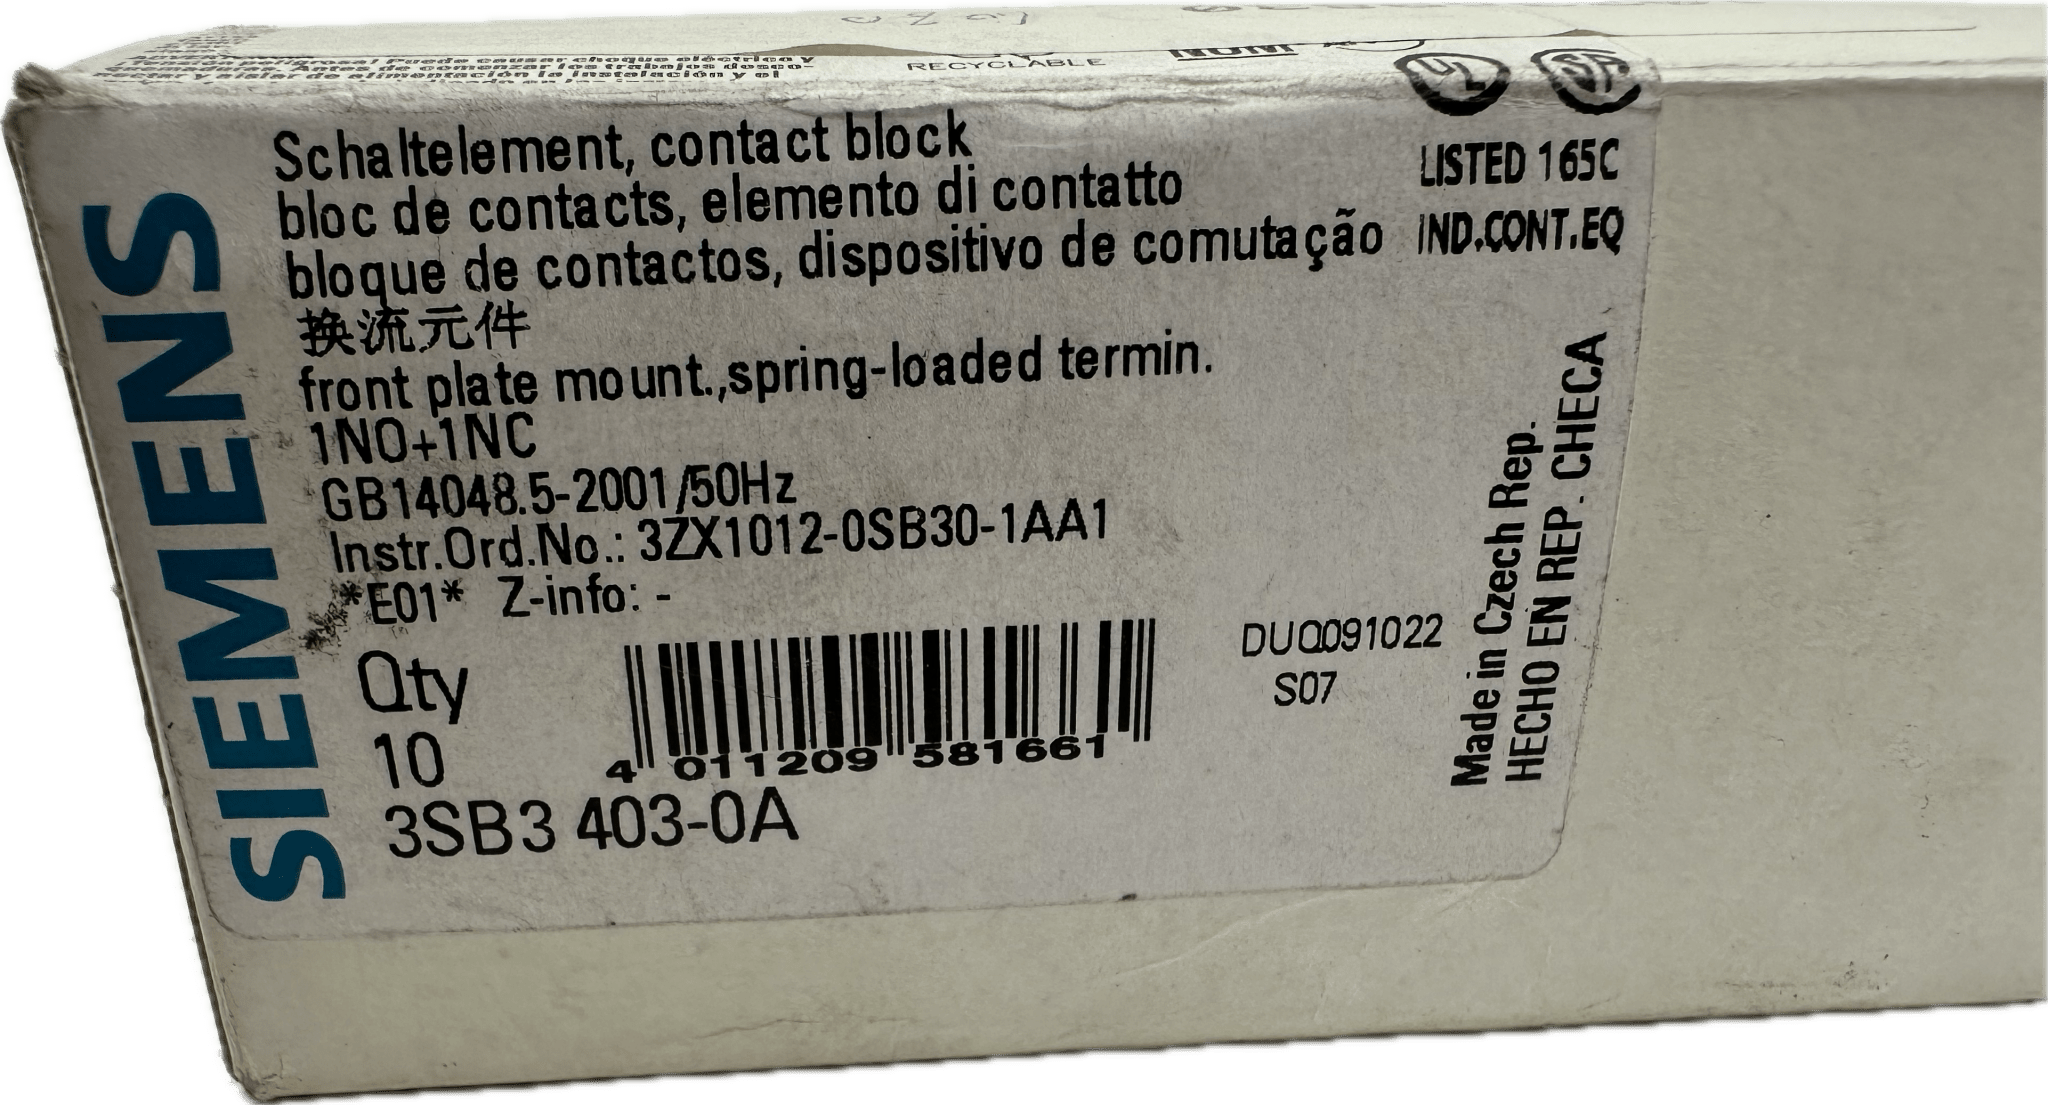 RECYCLABLE
UL
Schaltelement, contact block
bloc de contacts, elemento di contatto
bloque de contactos, dispositivo de comutação
换流元件
front plate mount.,spring-loaded termin.
1NO+1NC
GB14048.5-2001/50Hz
Instr.Ord.No.: 3ZX1012-0SB30-1AA1
*E01* Z-info: -
Qty
10
3SB3 403-0A
4 011209 581661
DUQ091022
S07
LISTED 165C
IND.CONT.EQ
Made in Czech Rep.
HECHO EN REP. CHECA
SIEMENS